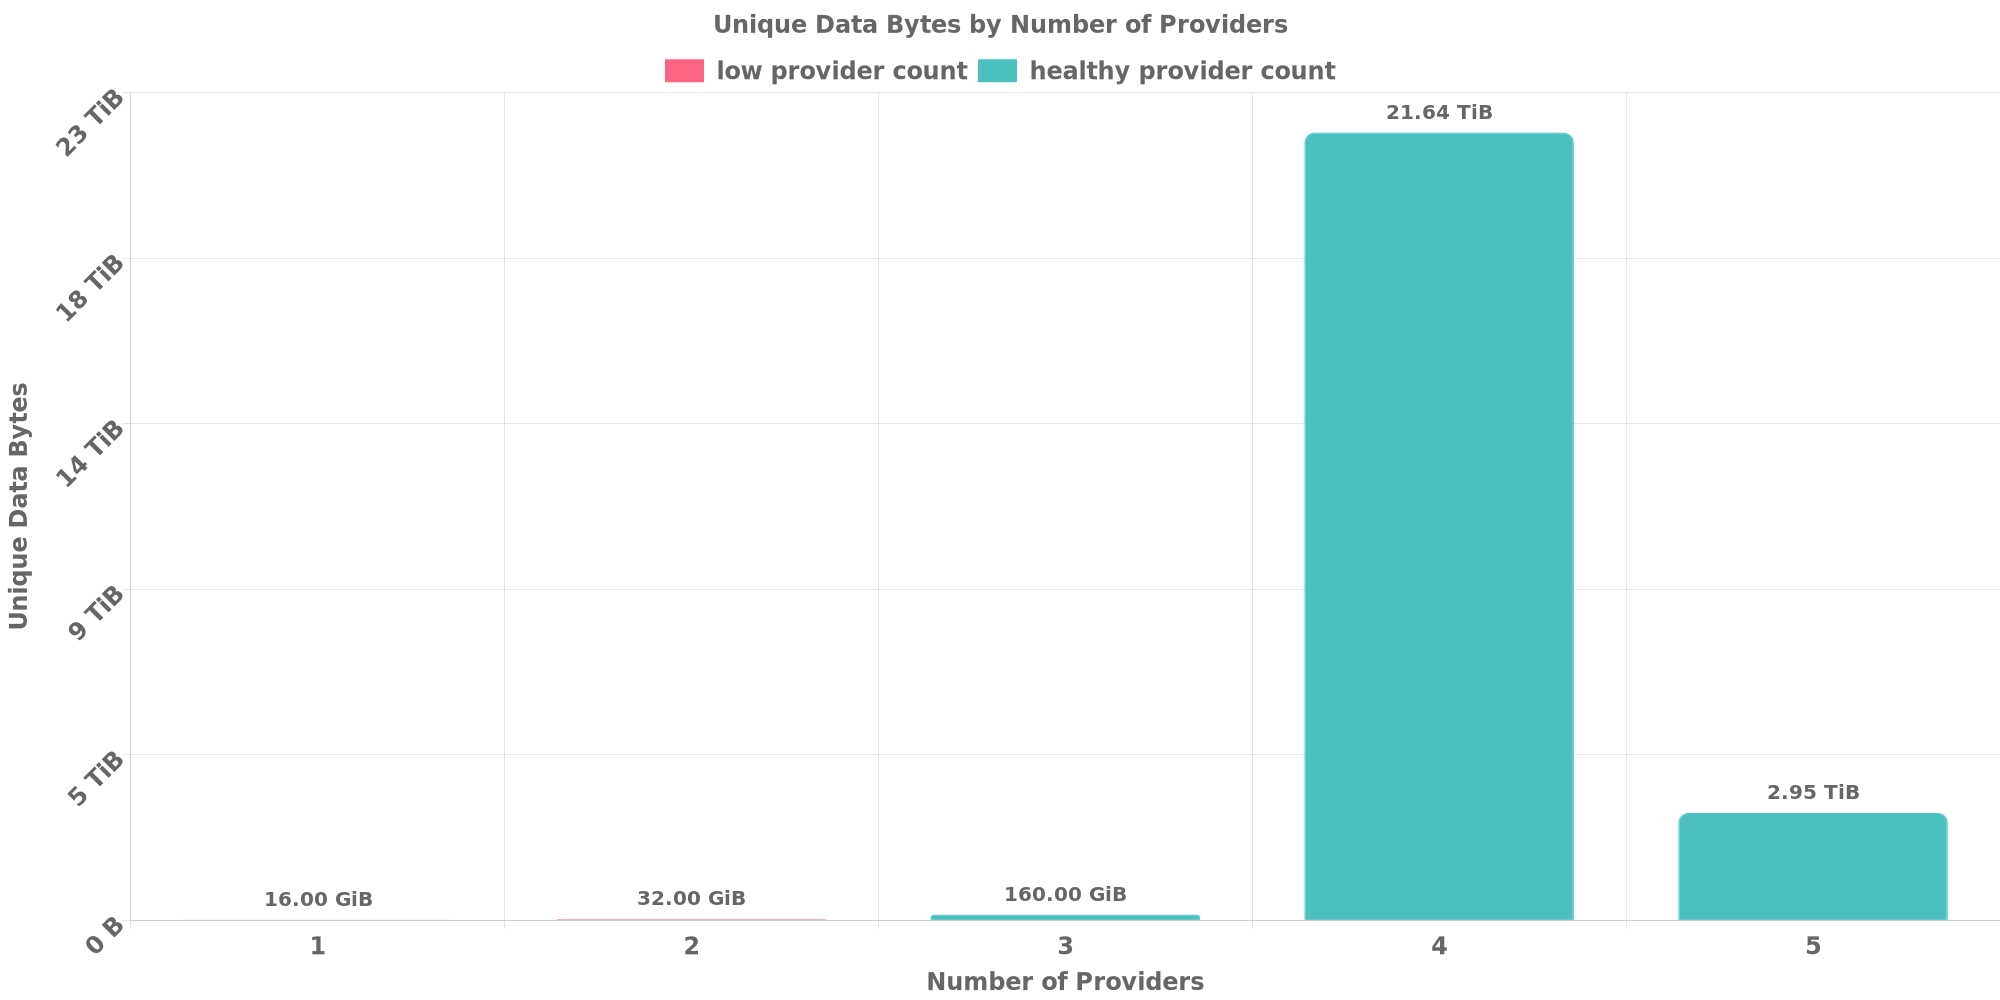 Unique Data Bytes by Number of Providers
low provider count healthy provider count
23 TiB
18 TiB
14 TiB
9 TiB
5 TiB
0 B
Unique Data Bytes
16.00 GiB
32.00 GiB
160.00 GiB
21.64 TiB
2.95 TiB
1 2 3 4 5
Number of Providers